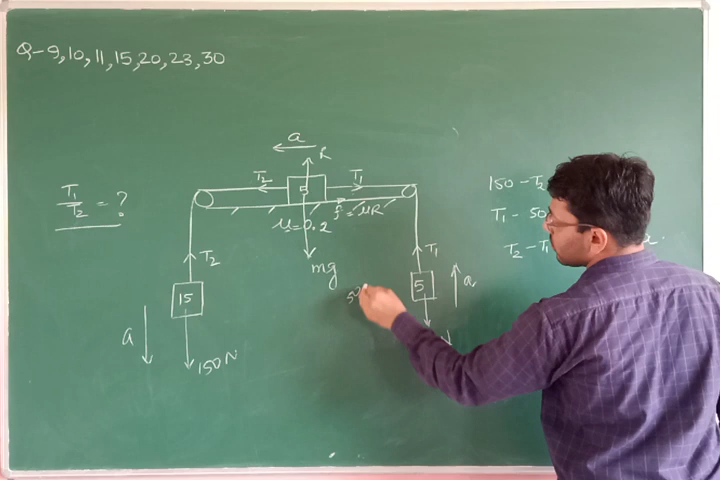 Q-9,10,11,15,20,23,30
a
R
T1/T2 = ?
T2
T1
150 - T2
f = μR
T1 - 50
μ=0.2
T2 - T1
T2
T1
mg
15
50
5
a
a
150N